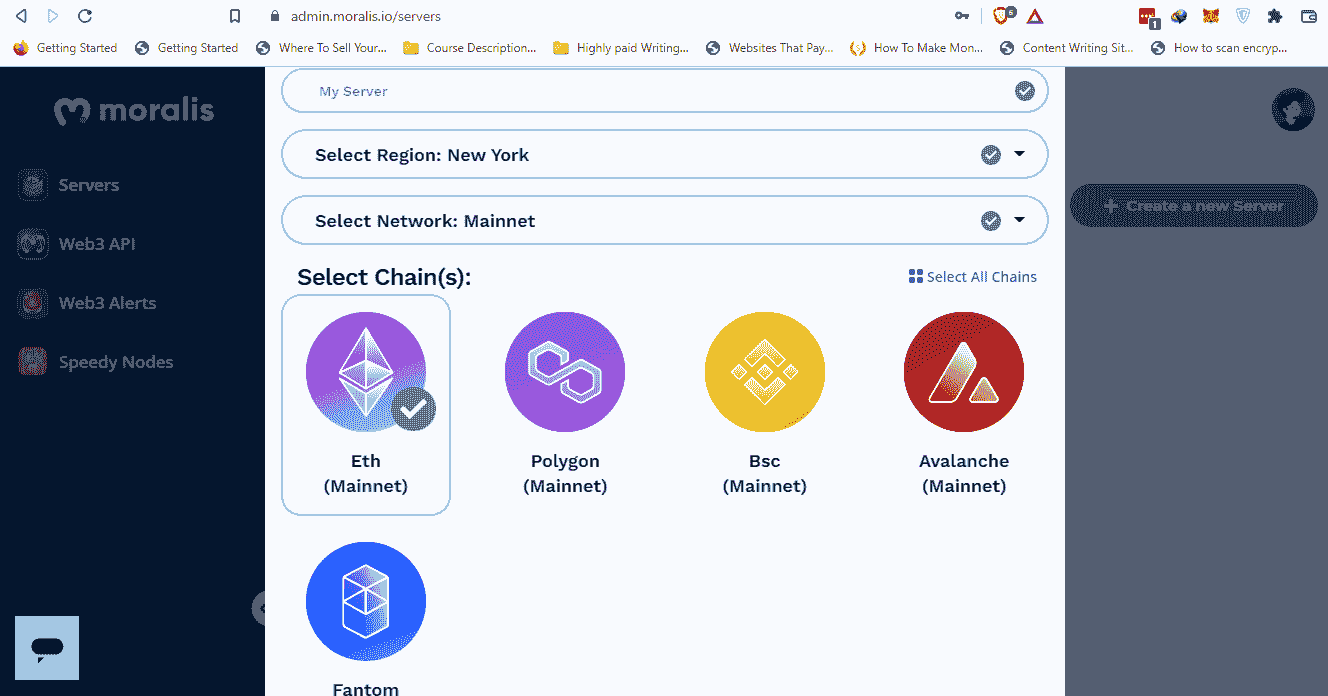 admin.moralis.io/servers
6
1
Getting Started
Getting Started
Where To Sell Your...
Course Description...
Highly paid Writing...
Websites That Pay...
How To Make Mon...
Content Writing Sit...
How to scan encryp...
moralis
Servers
Web3 API
Web3 Alerts
Speedy Nodes
My Server
Select Region: New York
Select Network: Mainnet
Select Chain(s):
Select All Chains
Eth
(Mainnet)
Polygon
(Mainnet)
Bsc
(Mainnet)
Avalanche
(Mainnet)
Fantom
+ Create a new Server